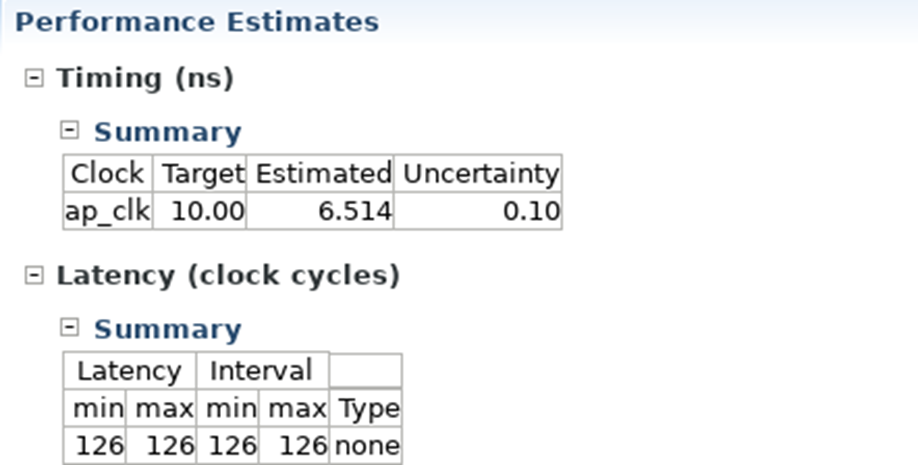 Performance Estimates
Timing (ns)
Summary
Clock Target Estimated Uncertainty
ap_clk 10.00 6.514 0.10
Latency (clock cycles)
Summary
Latency Interval
min max min max Type
126 126 126 126 none